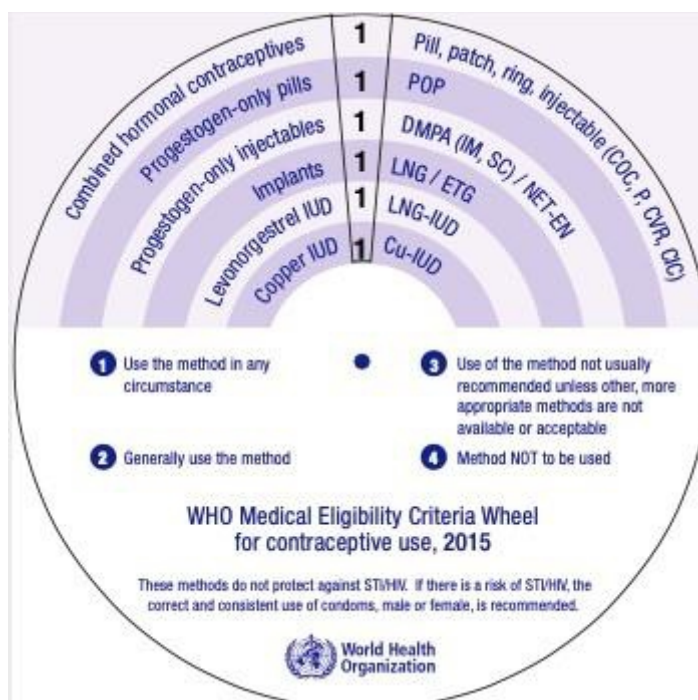 Combined hormonal contraceptives 1 Pill, patch, ring, injectable (COC, P, CVR, CIC)
Progestogen-only pills 1 POP
Progestogen-only injectables 1 DMPA (IM, SC) / NET-EN
Implants 1 LNG / ETG
Levonorgestrel IUD 1 LNG-IUD
Copper IUD 1 Cu-IUD
1 Use the method in any
circumstance
3 Use of the method not usually
recommended unless other, more
appropriate methods are not
available or acceptable
2 Generally use the method
4 Method NOT to be used
WHO Medical Eligibility Criteria Wheel
for contraceptive use, 2015
These methods do not protect against STI/HIV. If there is a risk of STI/HIV, the
correct and consistent use of condoms, male or female, is recommended.
World Health
Organization